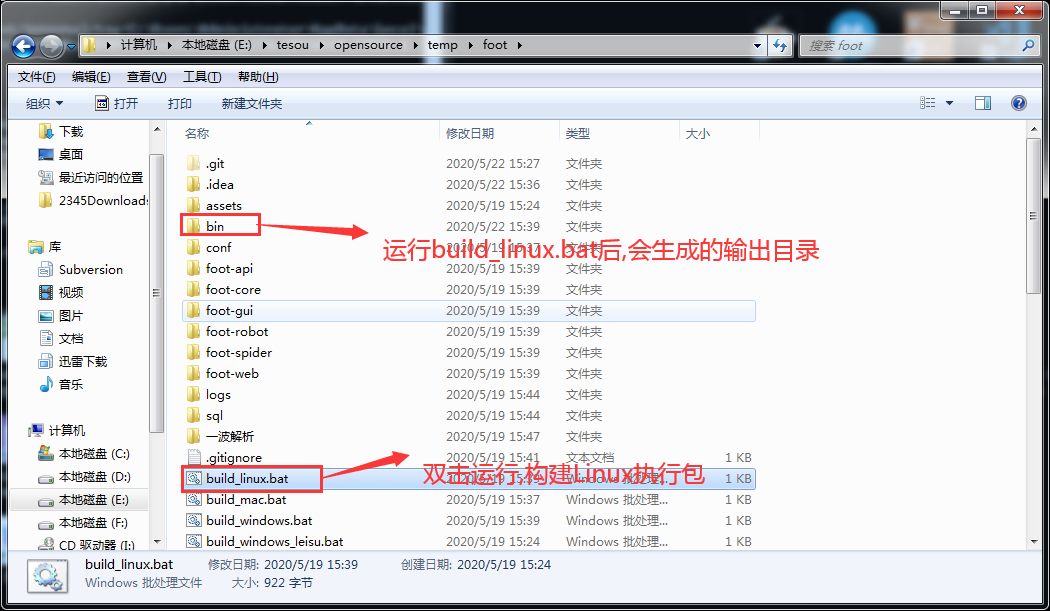 计算机 ▸ 本地磁盘 (E:) ▸ tesou ▸ opensource ▸ temp ▸ foot ▸
搜索 foot
文件(F) 编辑(E) 查看(V) 工具(T) 帮助(H)
组织 打开 打印 新建文件夹
下载
桌面
最近访问的位置
2345Downloads
库
Subversion
视频
图片
文档
迅雷下载
音乐
计算机
本地磁盘 (C:)
本地磁盘 (D:)
本地磁盘 (E:)
本地磁盘 (F:)
CD 驱动器 (I:)
名称 修改日期 类型 大小
.git 2020/5/22 15:27 文件夹
.idea 2020/5/22 15:36 文件夹
assets 2020/5/19 15:24 文件夹
bin 2020/5/22 15:39 文件夹
conf 2020/5/19 15:37 文件夹
运行build_linux.bat后,会生成的输出目录
foot-api 2020/5/19 15:39 文件夹
foot-core 2020/5/19 15:39 文件夹
foot-gui 2020/5/19 15:39 文件夹
foot-robot 2020/5/19 15:39 文件夹
foot-spider 2020/5/19 15:39 文件夹
foot-web 2020/5/19 15:39 文件夹
logs 2020/5/19 15:44 文件夹
sql 2020/5/19 15:44 文件夹
一波解析 2020/5/19 15:47 文件夹
.gitignore 2020/5/19 15:41 文本文档 1 KB
build_linux.bat 2020/5/19 15:39 Windows 批处理... 1 KB
双击运行,构建Linux执行包
build_mac.bat 2020/5/19 15:37 Windows 批处理... 1 KB
build_windows.bat 2020/5/19 15:39 Windows 批处理... 1 KB
build_windows_leisu.bat 2020/5/19 15:24 Windows 批处理... 1 KB
build_linux.bat 修改日期: 2020/5/19 15:39 创建日期: 2020/5/19 15:24
Windows 批处理文件 大小: 922 字节